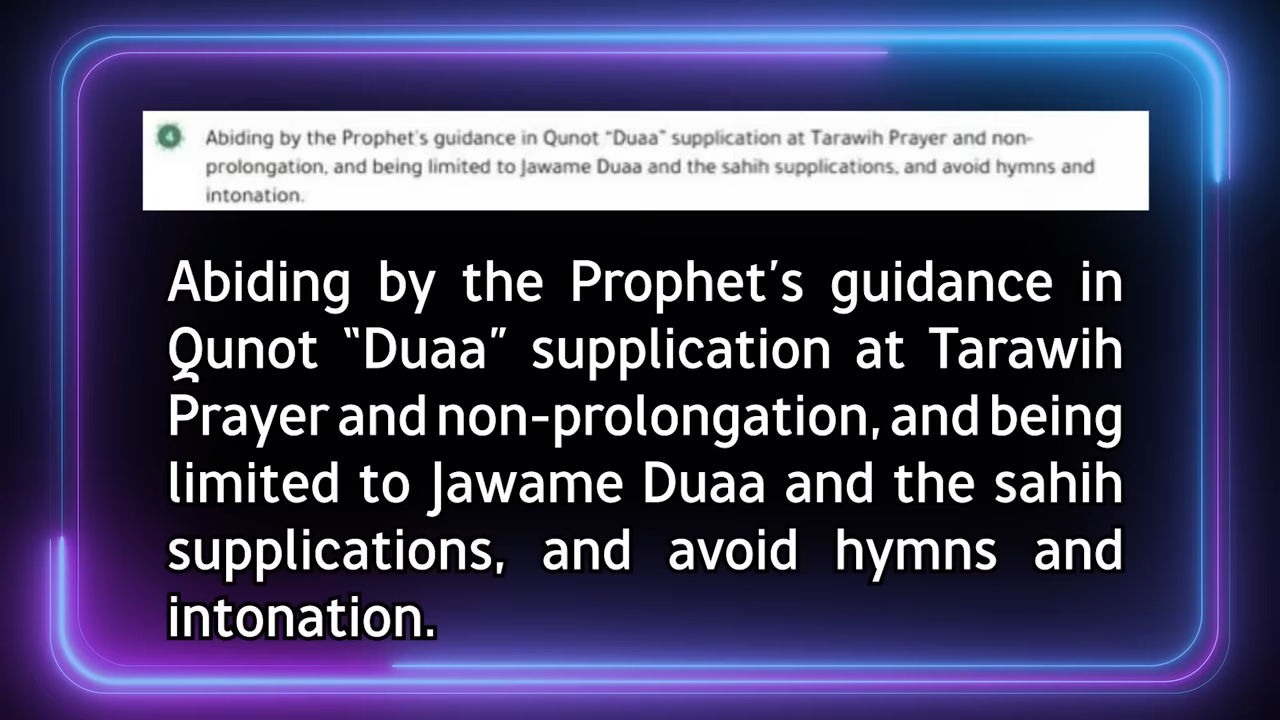 4
Abiding by the Prophet's guidance in Qunot “Duaa” supplication at Tarawih Prayer and non-
prolongation, and being limited to Jawame Duaa and the sahih supplications, and avoid hymns and
intonation.
Abiding by the Prophet's guidance in
Qunot “Duaa” supplication at Tarawih
Prayer and non-prolongation, and being
limited to Jawame Duaa and the sahih
supplications, and avoid hymns and
intonation.